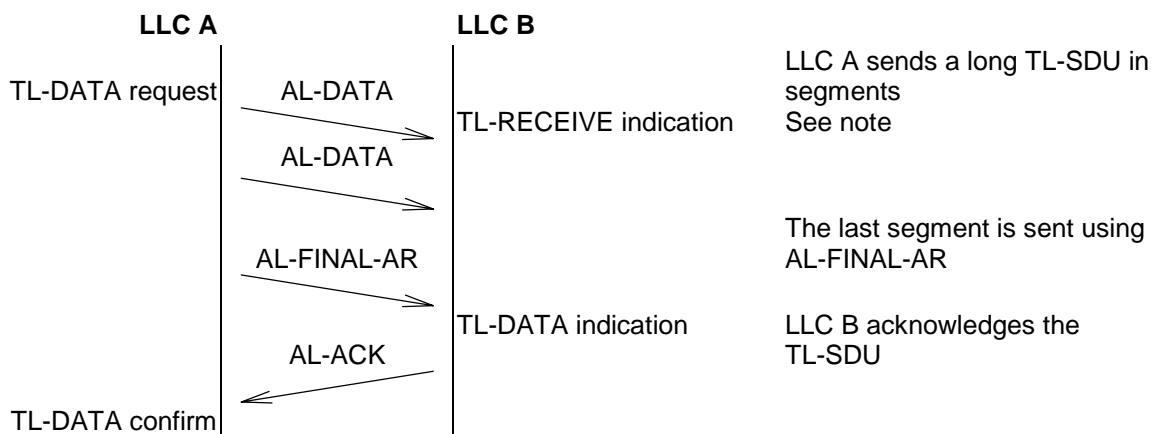 LLC A
LLC B
LLC A sends a long TL-SDU in
TL-DATA request
AL-DATA
segments
TL-RECEIVE indication
See note
AL-DATA
The last segment is sent using
AL-FINAL-AR
AL-FINAL-AR
TL-DATA indication
LLC B acknowledges the
AL-ACK
TL-SDU
TL-DATA confirm